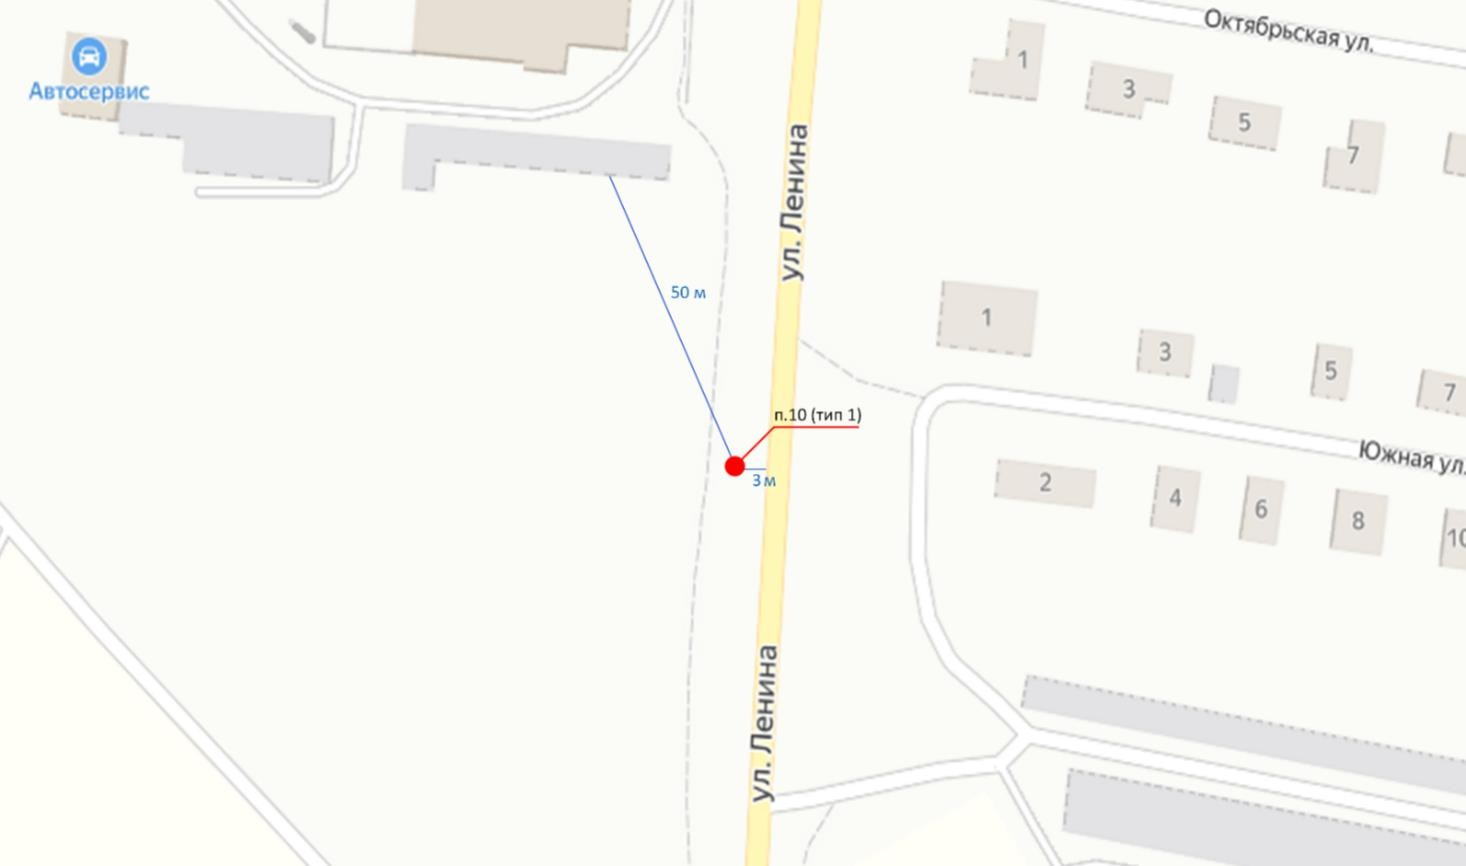 Октябрьская ул.
1
3
5
7
Автосервис
ул. Ленина
50 м
1
3
5
7
п.10 (тип 1)
3 м
Южная ул.
2
4
6
8
10
ул. Ленина